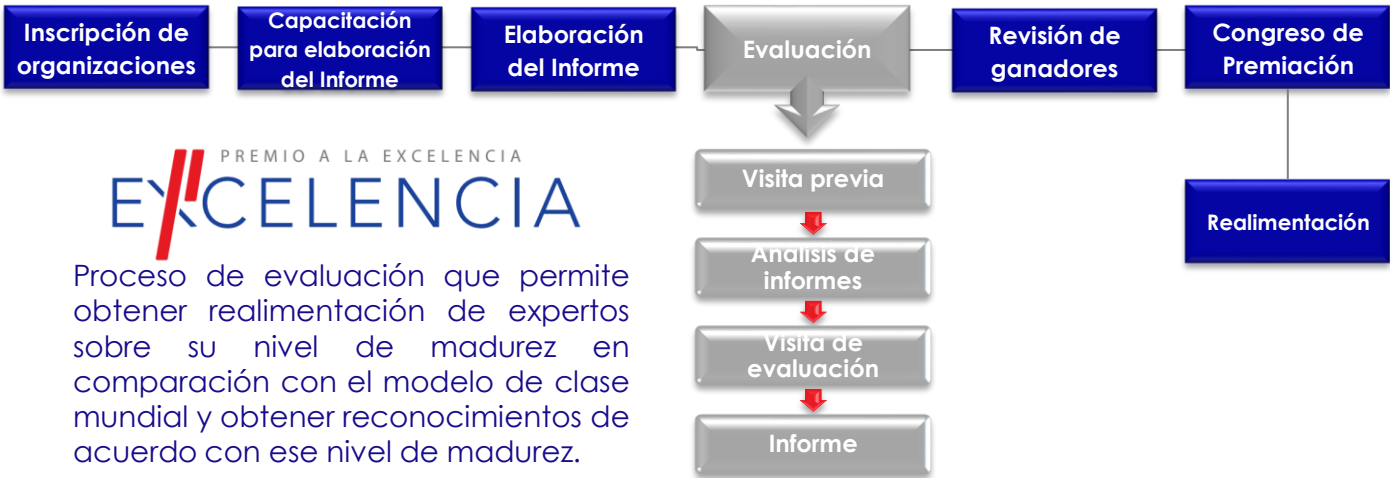 Inscripción de
organizaciones
Capacitación
para elaboración
del Informe
Elaboración
del Informe
Evaluación
Revisión de
ganadores
Congreso de
Premiación
Realimentación
Visita previa
Análisis de
informes
Visita de
evaluación
Informe
PREMIO A LA EXCELENCIA
EXCELENCIA
Proceso de evaluación que permite
obtener realimentación de expertos
sobre su nivel de madurez en
comparación con el modelo de clase
mundial y obtener reconocimientos de
acuerdo con ese nivel de madurez.